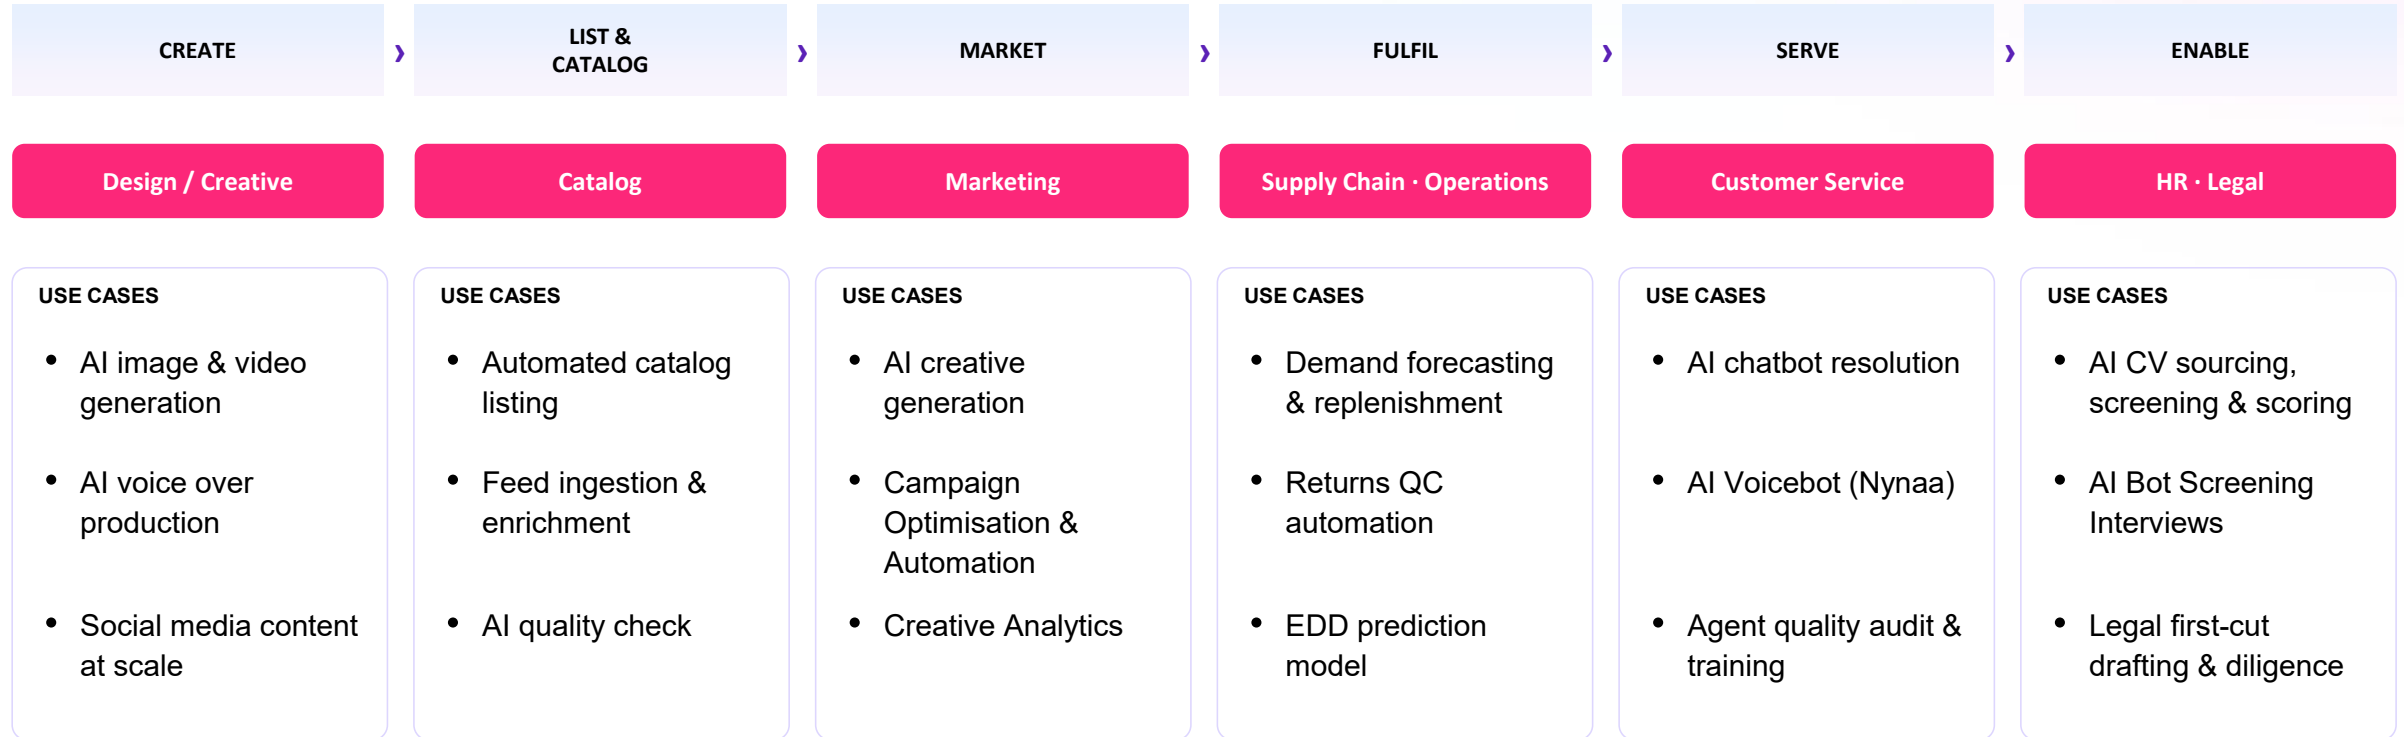 CREATE
›
LIST &
CATALOG
›
MARKET
›
FULFIL
›
SERVE
›
ENABLE
Design / Creative
Catalog
Marketing
Supply Chain · Operations
Customer Service
HR · Legal
USE CASES
• AI image & video
generation
• AI voice over
production
• Social media content
at scale
USE CASES
• Automated catalog
listing
• Feed ingestion &
enrichment
• AI quality check
USE CASES
• AI creative
generation
• Campaign
Optimisation &
Automation
• Creative Analytics
USE CASES
• Demand forecasting
& replenishment
• Returns QC
automation
• EDD prediction
model
USE CASES
• AI chatbot resolution
• AI Voicebot (Nynaa)
• Agent quality audit &
training
USE CASES
• AI CV sourcing,
screening & scoring
• AI Bot Screening
Interviews
• Legal first-cut
drafting & diligence